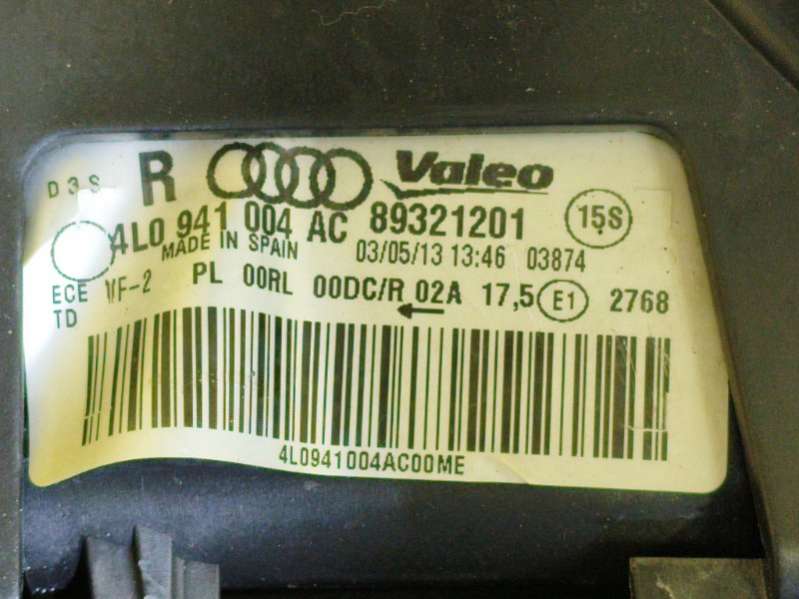 D3S R Valeo
4L0 941 004 AC 89321201 15S
MADE IN SPAIN 03/05/13 13:46 03874
ECE VF-2 PL 00RL 00DC/R 02A 17,5 E1 2768
TD
4L0941004AC00ME